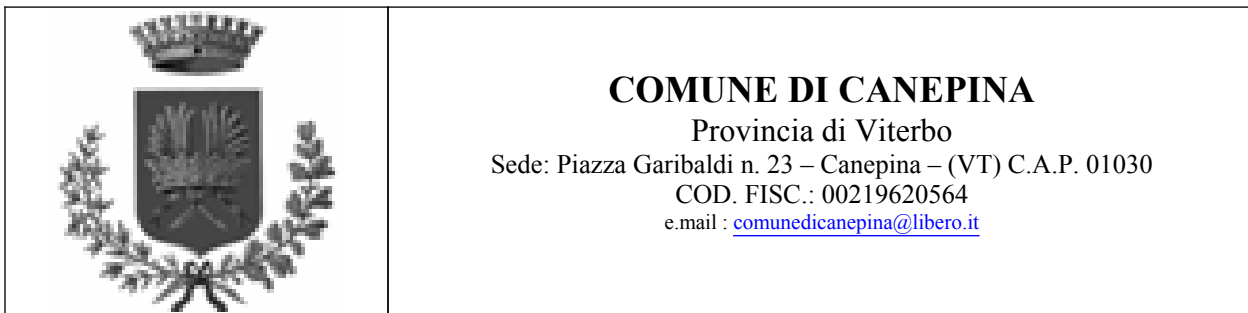 COMUNE DI CANEPINA
Provincia di Viterbo
Sede: Piazza Garibaldi n. 23 – Canepina – (VT) C.A.P. 01030
COD. FISC.: 00219620564
e.mail : comunedicanepina@libero.it